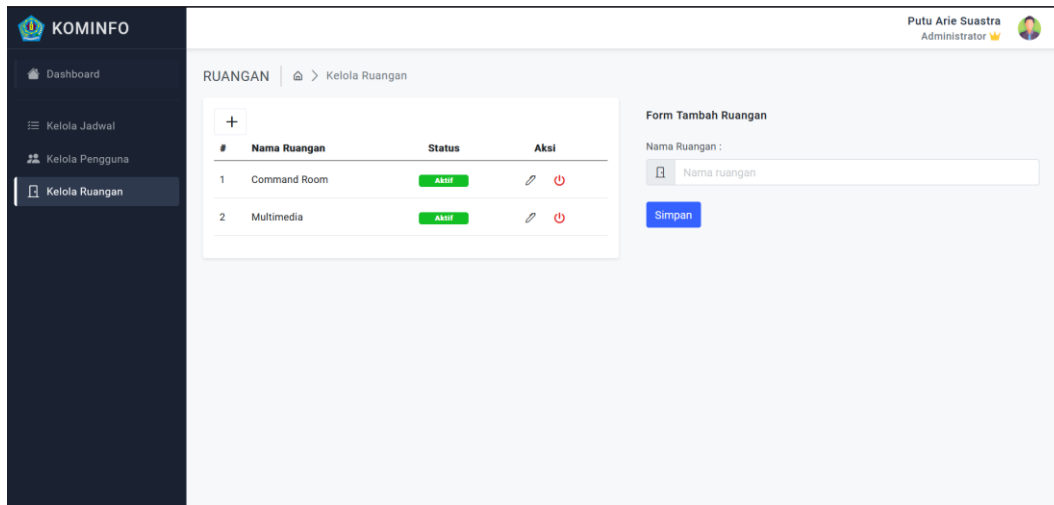 KOMINFO
Putu Arie Suastra
Administrator
Dashboard
Kelola Jadwal
Kelola Pengguna
Kelola Ruangan
RUANGAN
> Kelola Ruangan
+
# Nama Ruangan Status Aksi
1 Command Room Aktif
2 Multimedia Aktif
Form Tambah Ruangan
Nama Ruangan :
Nama ruangan
Simpan